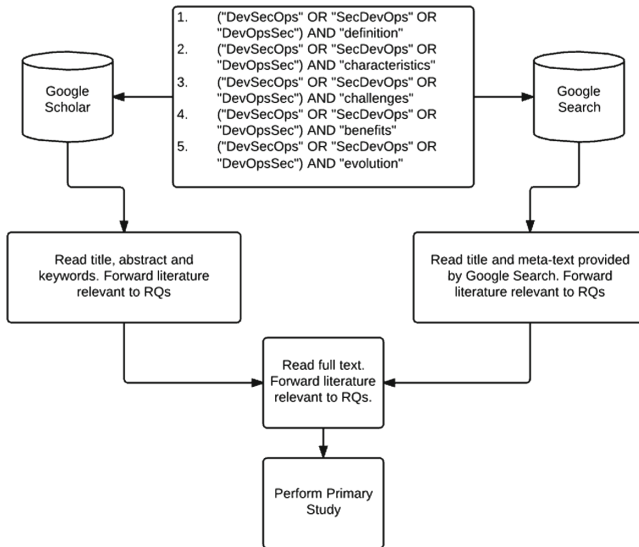 1. ("DevSecOps" OR "SecDevOps" OR
"DevOpsSec") AND "definition"
2. ("DevSecOps" OR "SecDevOps" OR
"DevOpsSec") AND "characteristics"
3. ("DevSecOps" OR "SecDevOps" OR
"DevOpsSec") AND "challenges"
4. ("DevSecOps" OR "SecDevOps" OR
"DevOpsSec") AND "benefits"
5. ("DevSecOps" OR "SecDevOps" OR
"DevOpsSec") AND "evolution"
Google
Scholar
Google
Search
Read title, abstract and
keywords. Forward literature
relevant to RQs
Read title and meta-text provided
by Google Search. Forward
literature relevant to RQs
Read full text.
Forward literature
relevant to RQs.
Perform Primary
Study